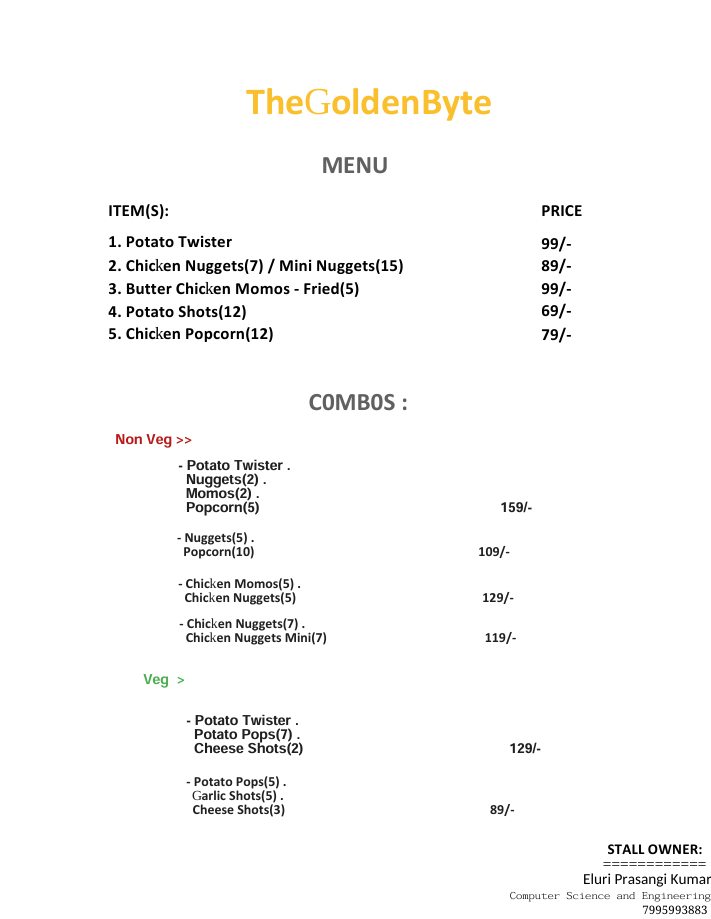 TheGoldenByte
MENU
ITEM(S): PRICE
1. Potato Twister 99/-
2. Chicken Nuggets(7) / Mini Nuggets(15) 89/-
3. Butter Chicken Momos - Fried(5) 99/-
4. Potato Shots(12) 69/-
5. Chicken Popcorn(12) 79/-
C0MB0S :
Non Veg >>
- Potato Twister .
Nuggets(2) .
Momos(2) .
Popcorn(5) 159/-
- Nuggets(5) .
Popcorn(10) 109/-
- Chicken Momos(5) .
Chicken Nuggets(5) 129/-
- Chicken Nuggets(7) .
Chicken Nuggets Mini(7) 119/-
Veg >
- Potato Twister .
Potato Pops(7) .
Cheese Shots(2) 129/-
- Potato Pops(5) .
Garlic Shots(5) .
Cheese Shots(3) 89/-
STALL OWNER:
============
Eluri Prasangi Kumar
Computer Science and Engineering
7995993883